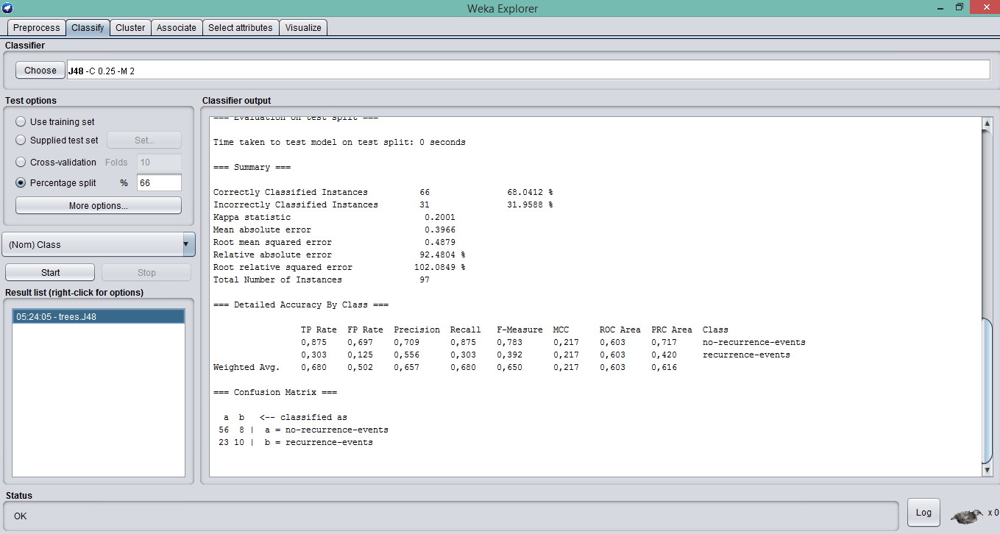 Weka Explorer
Preprocess Classify Cluster Associate Select attributes Visualize
Classifier
Choose J48 -C 0.25 -M 2
Test options
Use training set
Supplied test set Set...
Cross-validation Folds 10
Percentage split % 66
More options...
(Nom) Class
Start Stop
Result list (right-click for options)
05:24:05 - trees.J48
Classifier output
=== Evaluation on test split ===
Time taken to test model on test split: 0 seconds
=== Summary ===
Correctly Classified Instances 66 68.0412 %
Incorrectly Classified Instances 31 31.9588 %
Kappa statistic 0.2001
Mean absolute error 0.3966
Root mean squared error 0.4879
Relative absolute error 92.4804 %
Root relative squared error 102.0849 %
Total Number of Instances 97
=== Detailed Accuracy By Class ===
TP Rate FP Rate Precision Recall F-Measure MCC ROC Area PRC Area Class
0,875 0,697 0,709 0,875 0,783 0,217 0,603 0,717 no-recurrence-events
0,303 0,125 0,556 0,303 0,392 0,217 0,603 0,420 recurrence-events
Weighted Avg. 0,680 0,502 0,657 0,680 0,650 0,217 0,603 0,616
=== Confusion Matrix ===
a b <-- classified as
56 8 | a = no-recurrence-events
23 10 | b = recurrence-events
Status
OK
Log x 0